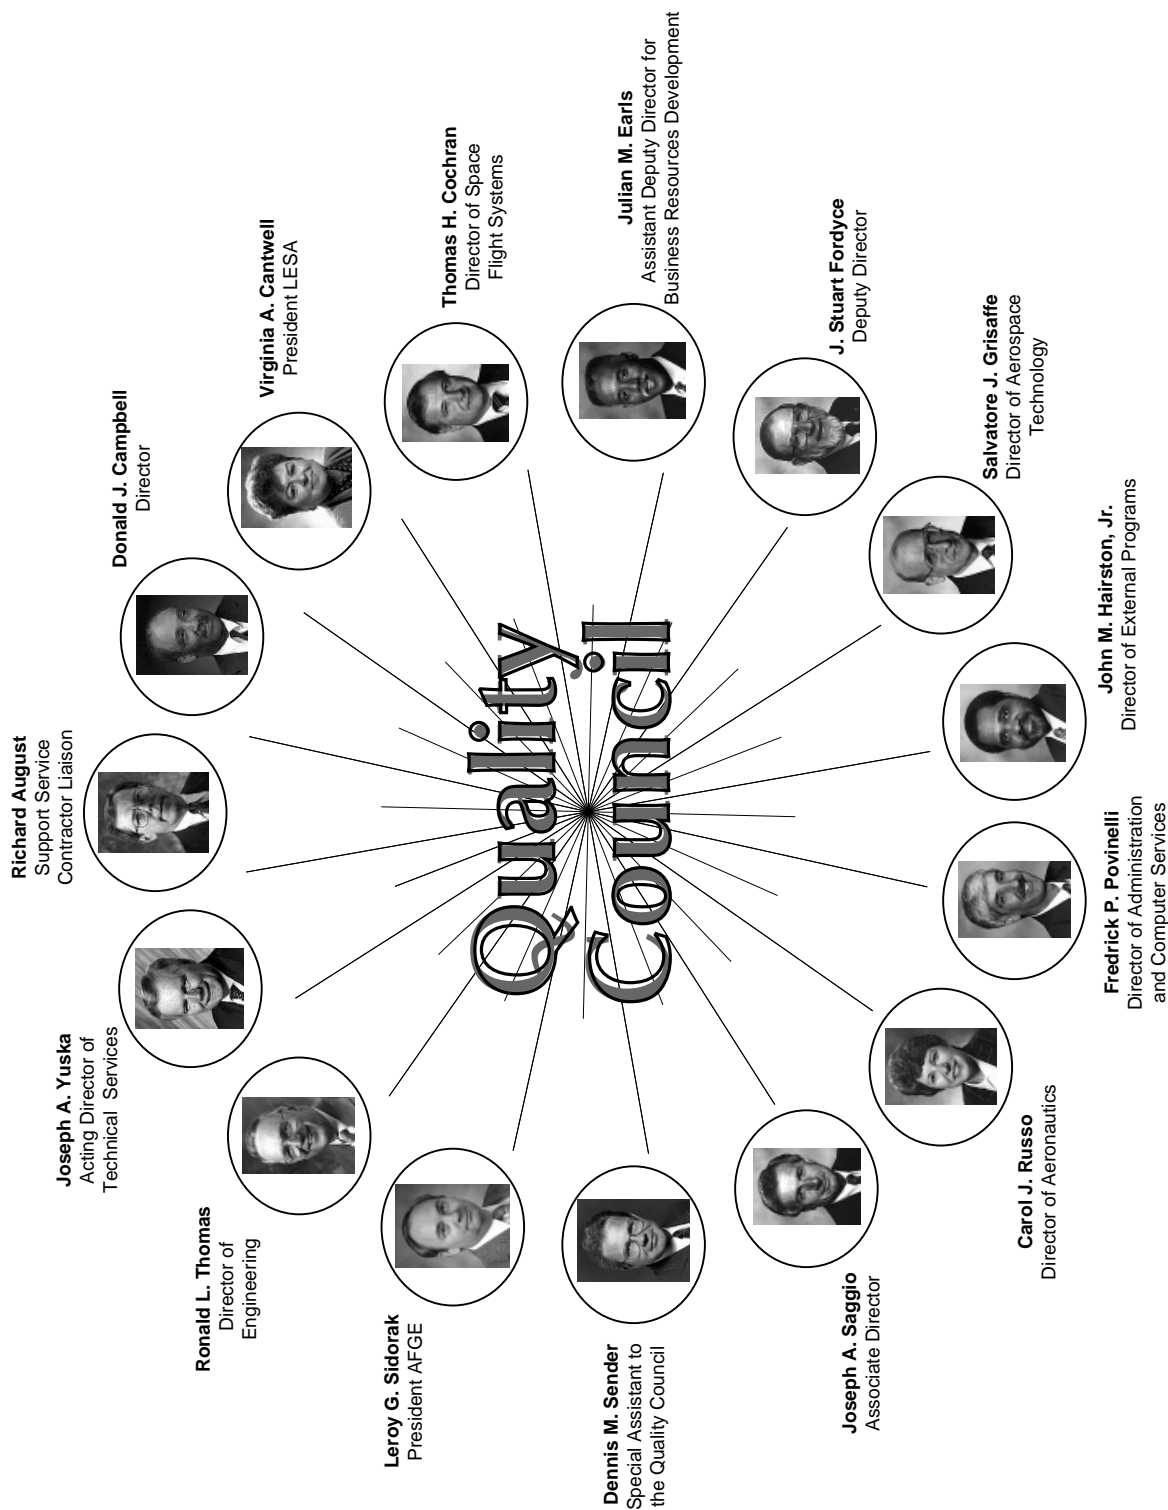 Richard August
Support Service
Contractor Liaison
Donald J. Campbell
Director
Virginia A. Cantwell
President LESA
Thomas H. Cochran
Director of Space
Flight Systems
Julian M. Earls
Assistant Deputy Director for
Business Resources Development
J. Stuart Fordyce
Deputy Director
Salvatore J. Grisaffe
Director of Aerospace
Technology
John M. Hairston, Jr.
Director of External Programs
Fredrick P. Povinelli
Director of Administration
and Computer Services
Carol J. Russo
Director of Aeronautics
Joseph A. Saggio
Associate Director
Dennis M. Sender
Special Assistant to
the Quality Council
Leroy G. Sidorak
President AFGE
Ronald L. Thomas
Director of
Engineering
Joseph A. Yuska
Acting Director of
Technical Services
Quality
Council